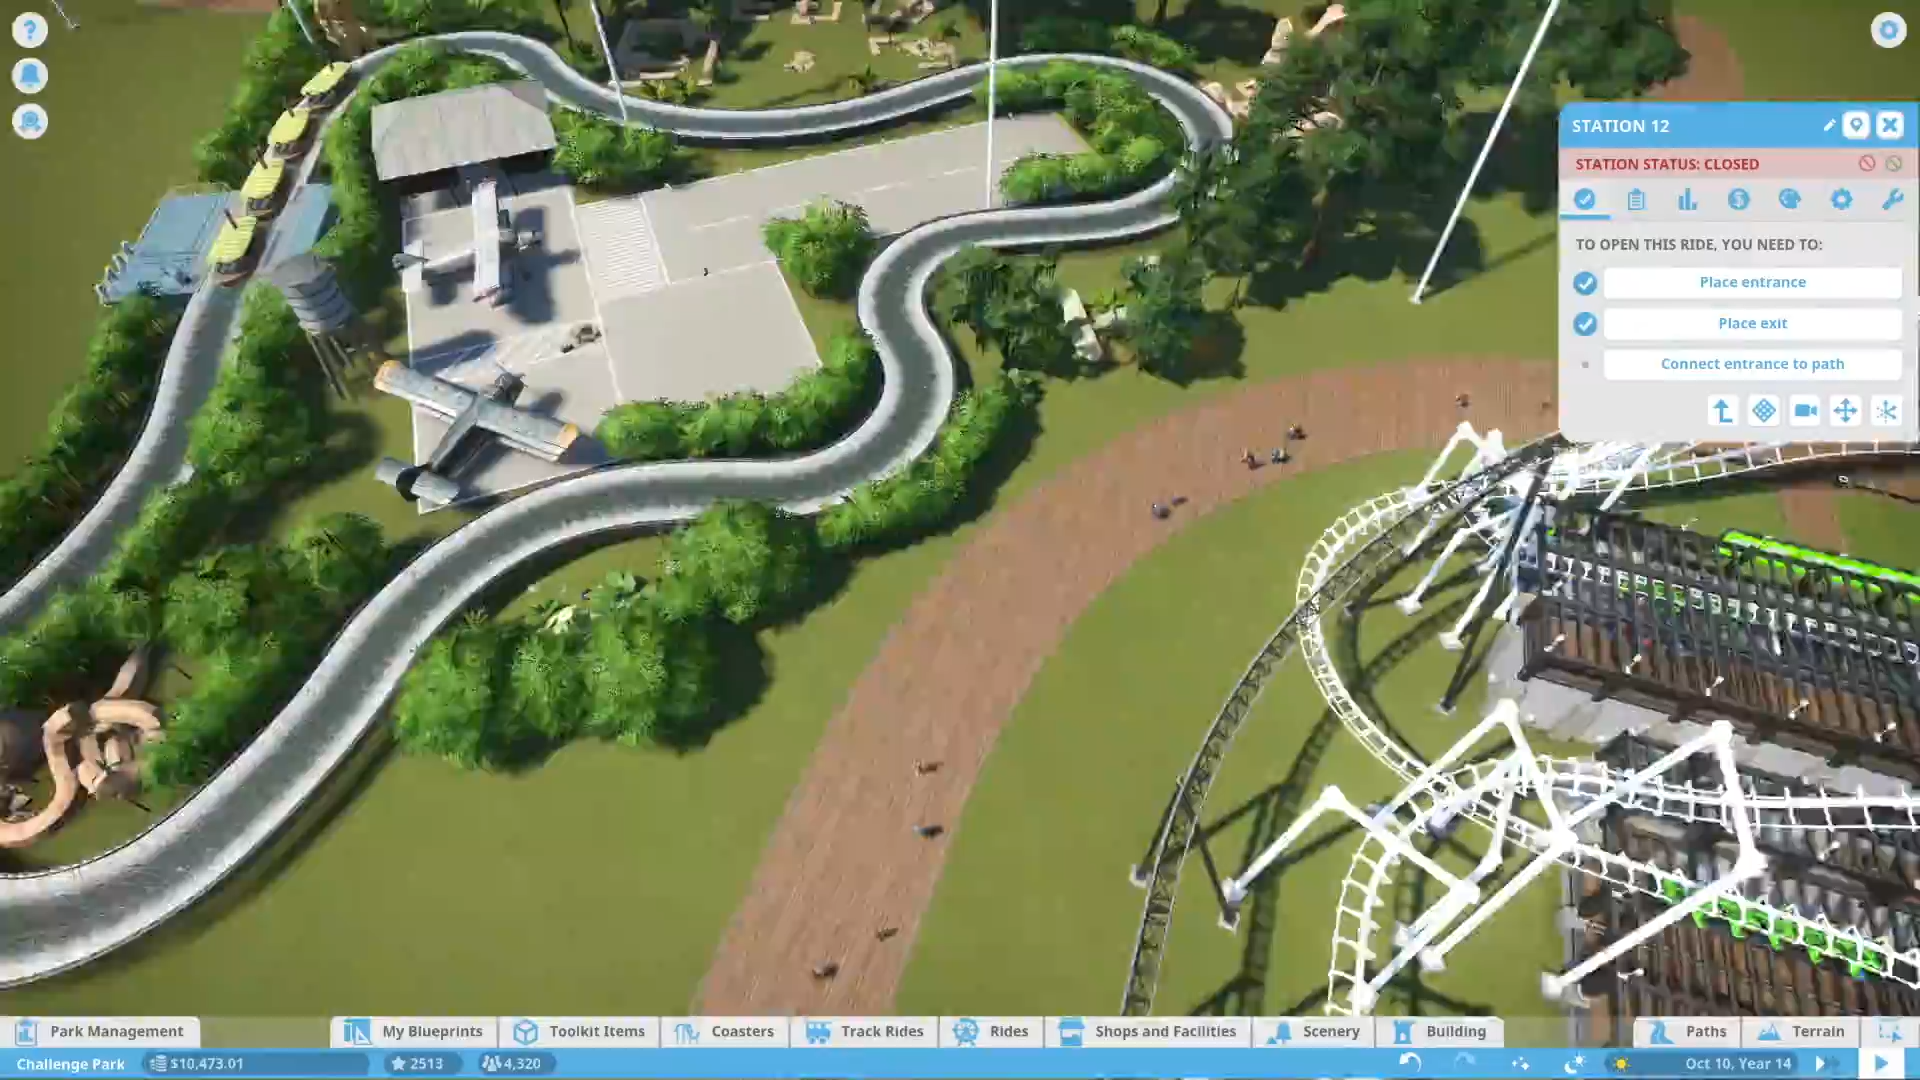 STATION 12
STATION STATUS: CLOSED
TO OPEN THIS RIDE, YOU NEED TO:
Place entrance
Place exit
Connect entrance to path
Park Management
My Blueprints
Toolkit Items
Coasters
Track Rides
Rides
Shops and Facilities
Scenery
Building
Paths
Terrain
Challenge Park
$10,473.01
2513
4,320
Oct 10, Year 14